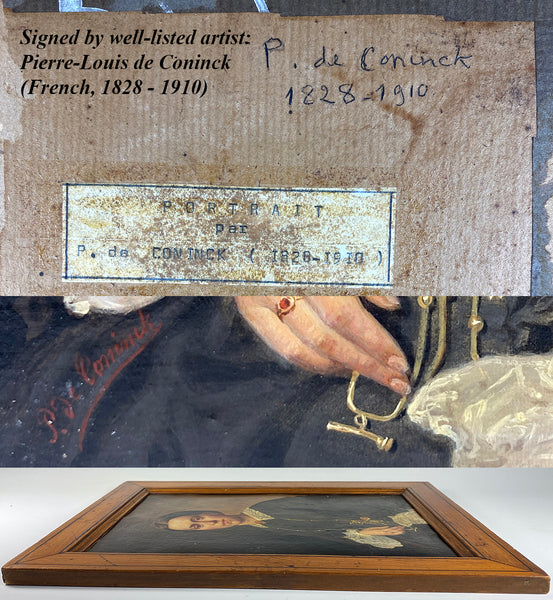 Signed by well-listed artist:
Pierre-Louis de Coninck
(French, 1828 - 1910)
P. de Coninck
1828-1910
PORTRAIT
par
P. de CONINCK ( 1828-1910 )
P. de Coninck